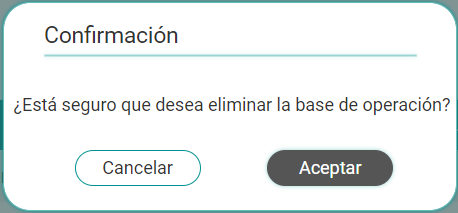 Confirmación
¿Está seguro que desea eliminar la base de operación?
Cancelar
Aceptar